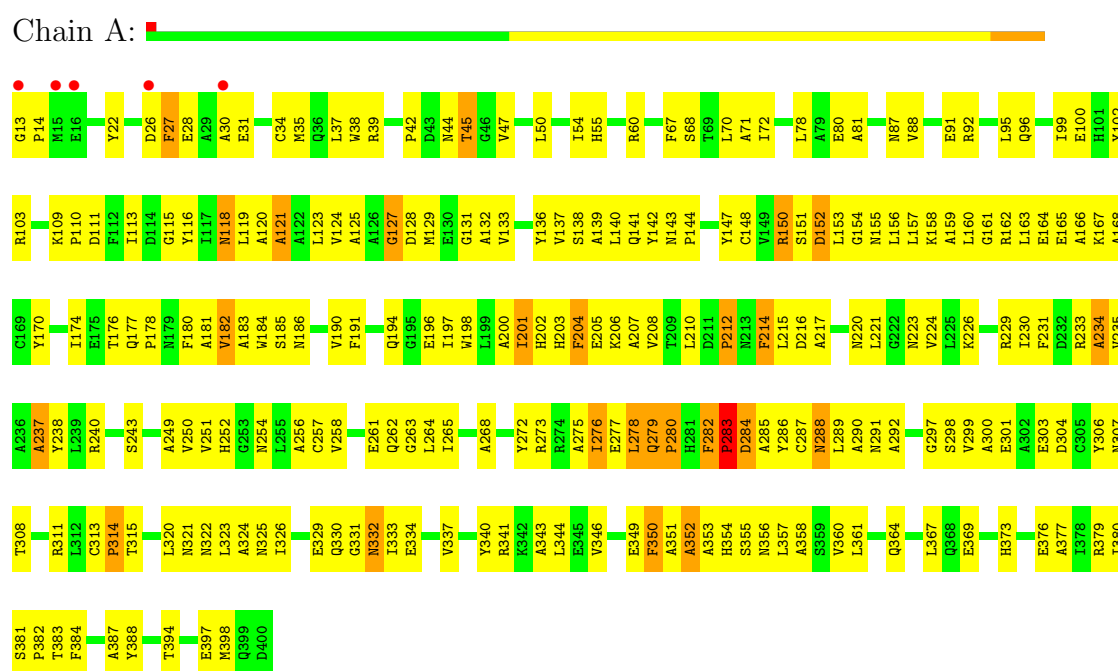 Chain A:
G13 P14 M15 E16 Y22 D26 F27 E28 A29 A30 E31 C34 M35 Q36 L37 W38 R39 P42 D43 N44 T45 G46 V47 L50 I54 H55 R60 F67 S68 T69 L70 A71 I72 L78 A79 E80 A81 N87 V88 E91 R92 L95 Q96 I99 E100 H101 Y102
R103 K109 P110 D111 F112 I113 D114 G115 Y116 I117 N118 L119 A120 A121 A122 L123 V124 A125 A126 G127 D128 M129 E130 G131 A132 V133 Y136 V137 S138 A139 L140 Q141 Y142 N143 P144 Y147 C148 V149 R150 S151 D152 L153 G154 N155 L156 L157 K158 A159 L160 G161 R162 L163 E164 E165 A166 K167 A168
C169 Y170 I174 E175 T176 Q177 P178 N179 F180 A181 V182 A183 W184 S185 N186 V190 F191 Q194 G195 E196 I197 W198 L199 A200 I201 H202 H203 F204 E205 K206 A207 V208 T209 L210 D211 P212 N213 F214 L215 D216 A217 N220 L221 G222 N223 V224 L225 K226 R229 I230 F231 D232 R233 A234 V235
A236 A237 Y238 L239 R240 S243 A249 V250 V251 H252 G253 N254 L255 A256 C257 V258 E261 Q262 G263 L264 I265 A268 Y272 R273 R274 A275 I276 E277 L278 Q279 P280 H281 F282 P283 D284 A285 Y286 C287 N288 L289 A290 N291 A292 G297 S298 V299 A300 E301 A302 E303 D304 C305 Y306 N307
T308 R311 L312 C313 P314 T315 L320 N321 N322 L323 A324 N325 I326 E329 Q330 G331 N332 I333 E334 V337 Y340 R341 K342 A343 L344 E345 V346 E349 F350 A351 A352 A353 H354 S355 N356 L357 A358 S359 V360 L361 Q364 L367 Q368 E369 H373 E376 A377 I378 R379 I380
S381 P382 T383 F384 A387 Y388 T394 E397 M398 Q399 D400